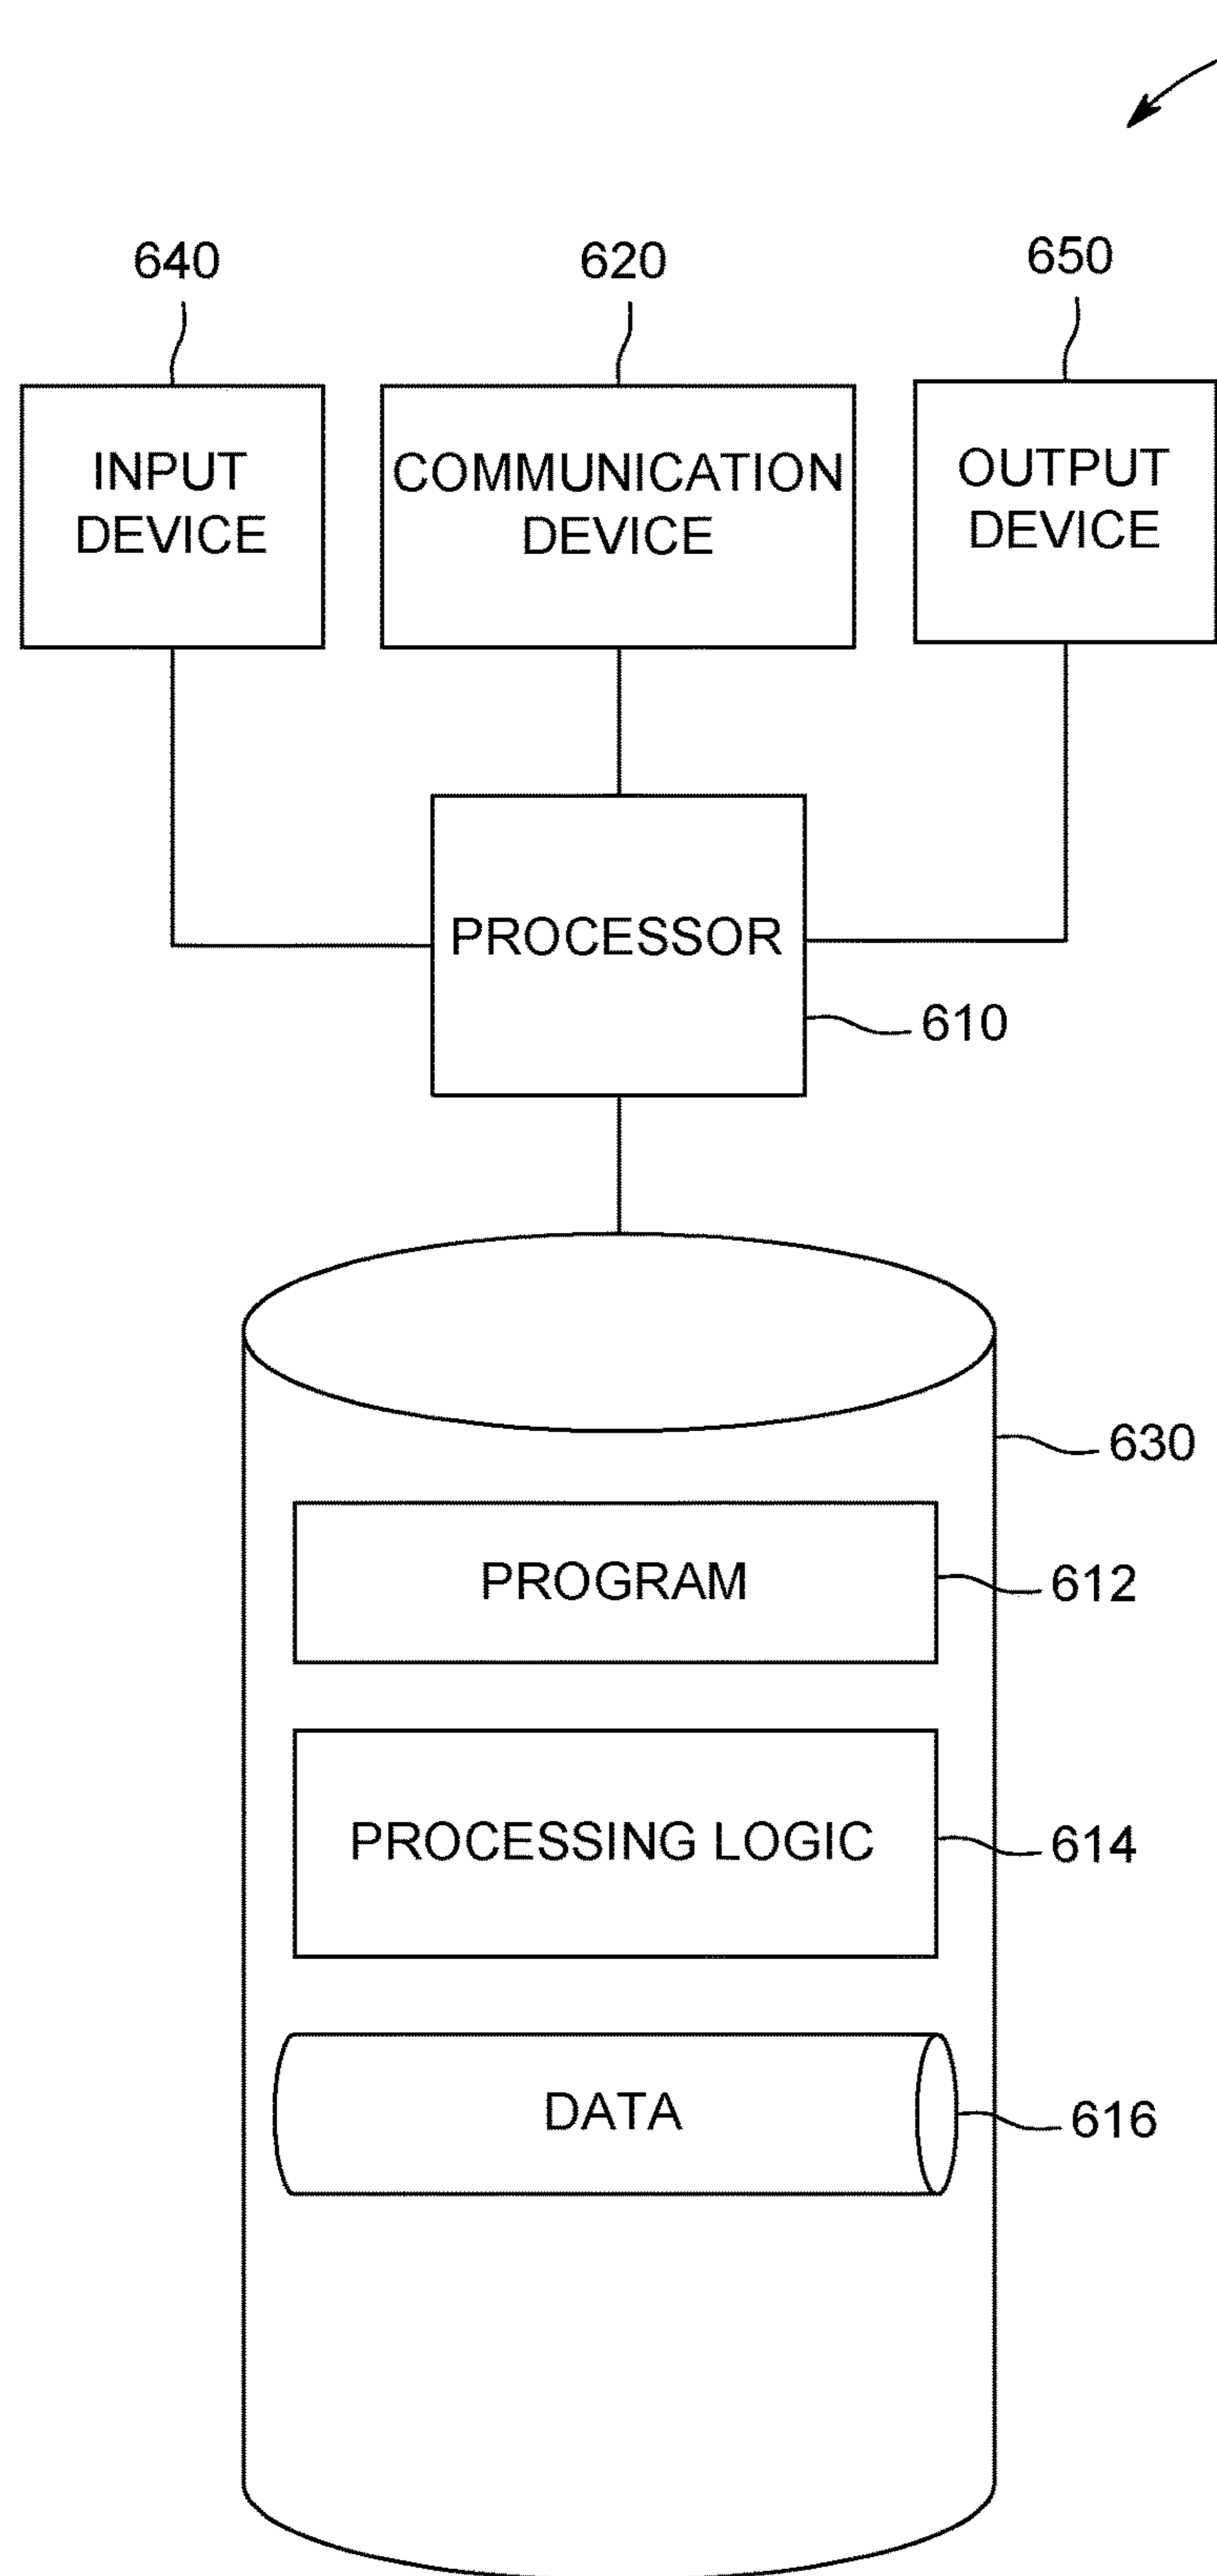 640
620
650
INPUT
DEVICE
COMMUNICATION
DEVICE
OUTPUT
DEVICE
PROCESSOR
610
630
PROGRAM
612
PROCESSING LOGIC
614
DATA
616